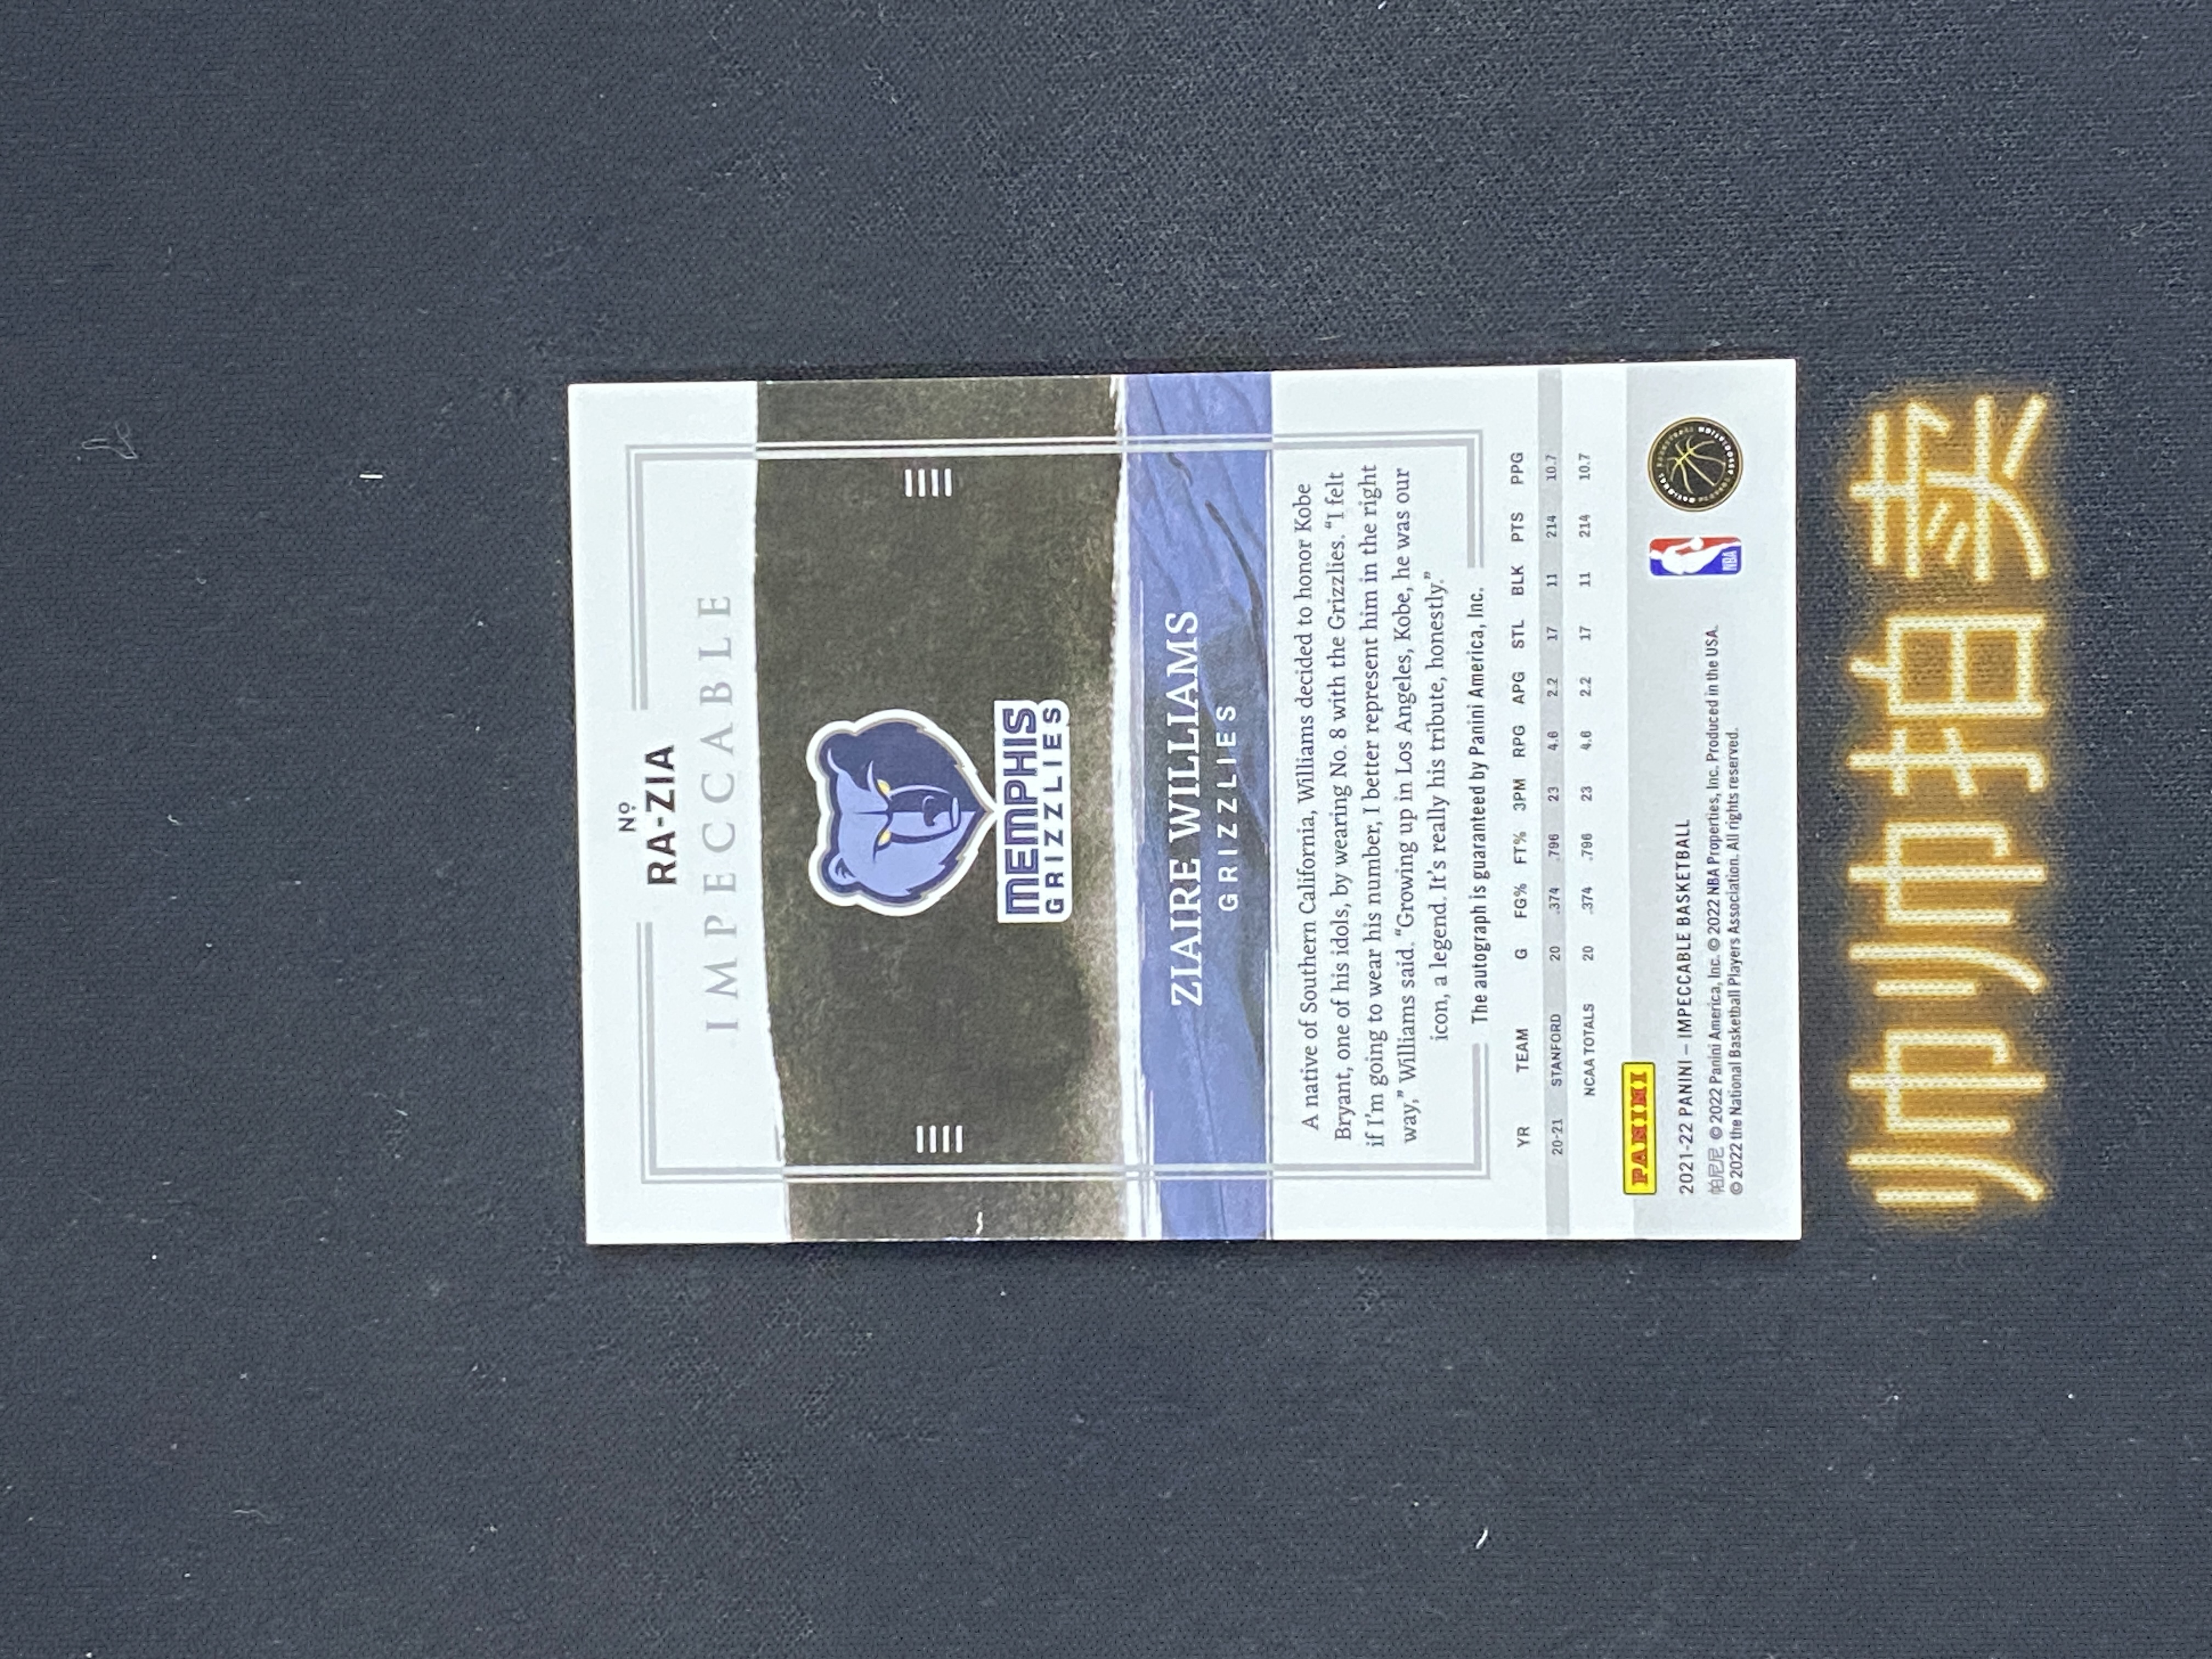 Nº
RA-ZIA
IMPECCABLE
MEMPHIS
GRIZZLIES
ZIAIRE WILLIAMS
GRIZZLIES
A native of Southern California, Williams decided to honor Kobe
Bryant, one of his idols, by wearing No. 8 with the Grizzlies. “I felt
if I’m going to wear his number, I better represent him in the right
way,” Williams said. “Growing up in Los Angeles, Kobe, he was our
icon, a legend. It’s really his tribute, honestly.”
The autograph is guaranteed by Panini America, Inc.
YR TEAM G FG% FT% 3PM RPG APG STL BLK PTS PPG
20-21 STANFORD 20 .374 .796 23 4.6 2.2 17 11 214 10.7
NCAA TOTALS 20 .374 .796 23 4.6 2.2 17 11 214 10.7
PANINI
NBA
2021-22 PANINI – IMPECCABLE BASKETBALL
帕尼尼 © 2022 Panini America, Inc. © 2022 NBA Properties, Inc. Produced in the USA.
© 2022 the National Basketball Players Association. All rights reserved.
帅帅拍卖